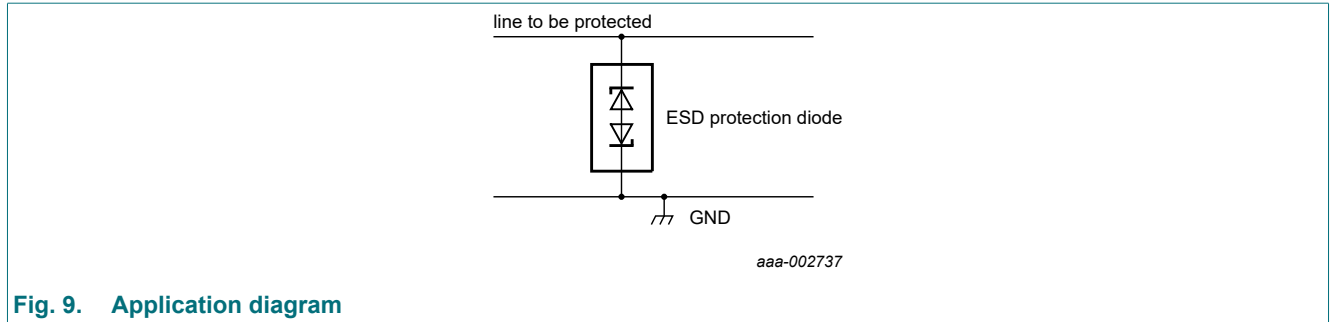 line to be protected
ESD protection diode
GND
aaa-002737
Fig. 9. Application diagram